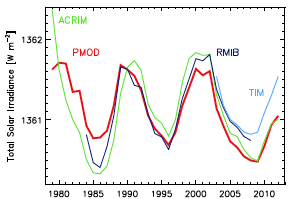 ACRIM
1362
PMOD
RMIB
TIM
1361
Total Solar Irradiance [W m⁻²]
1980 1985 1990 1995 2000 2005 2010